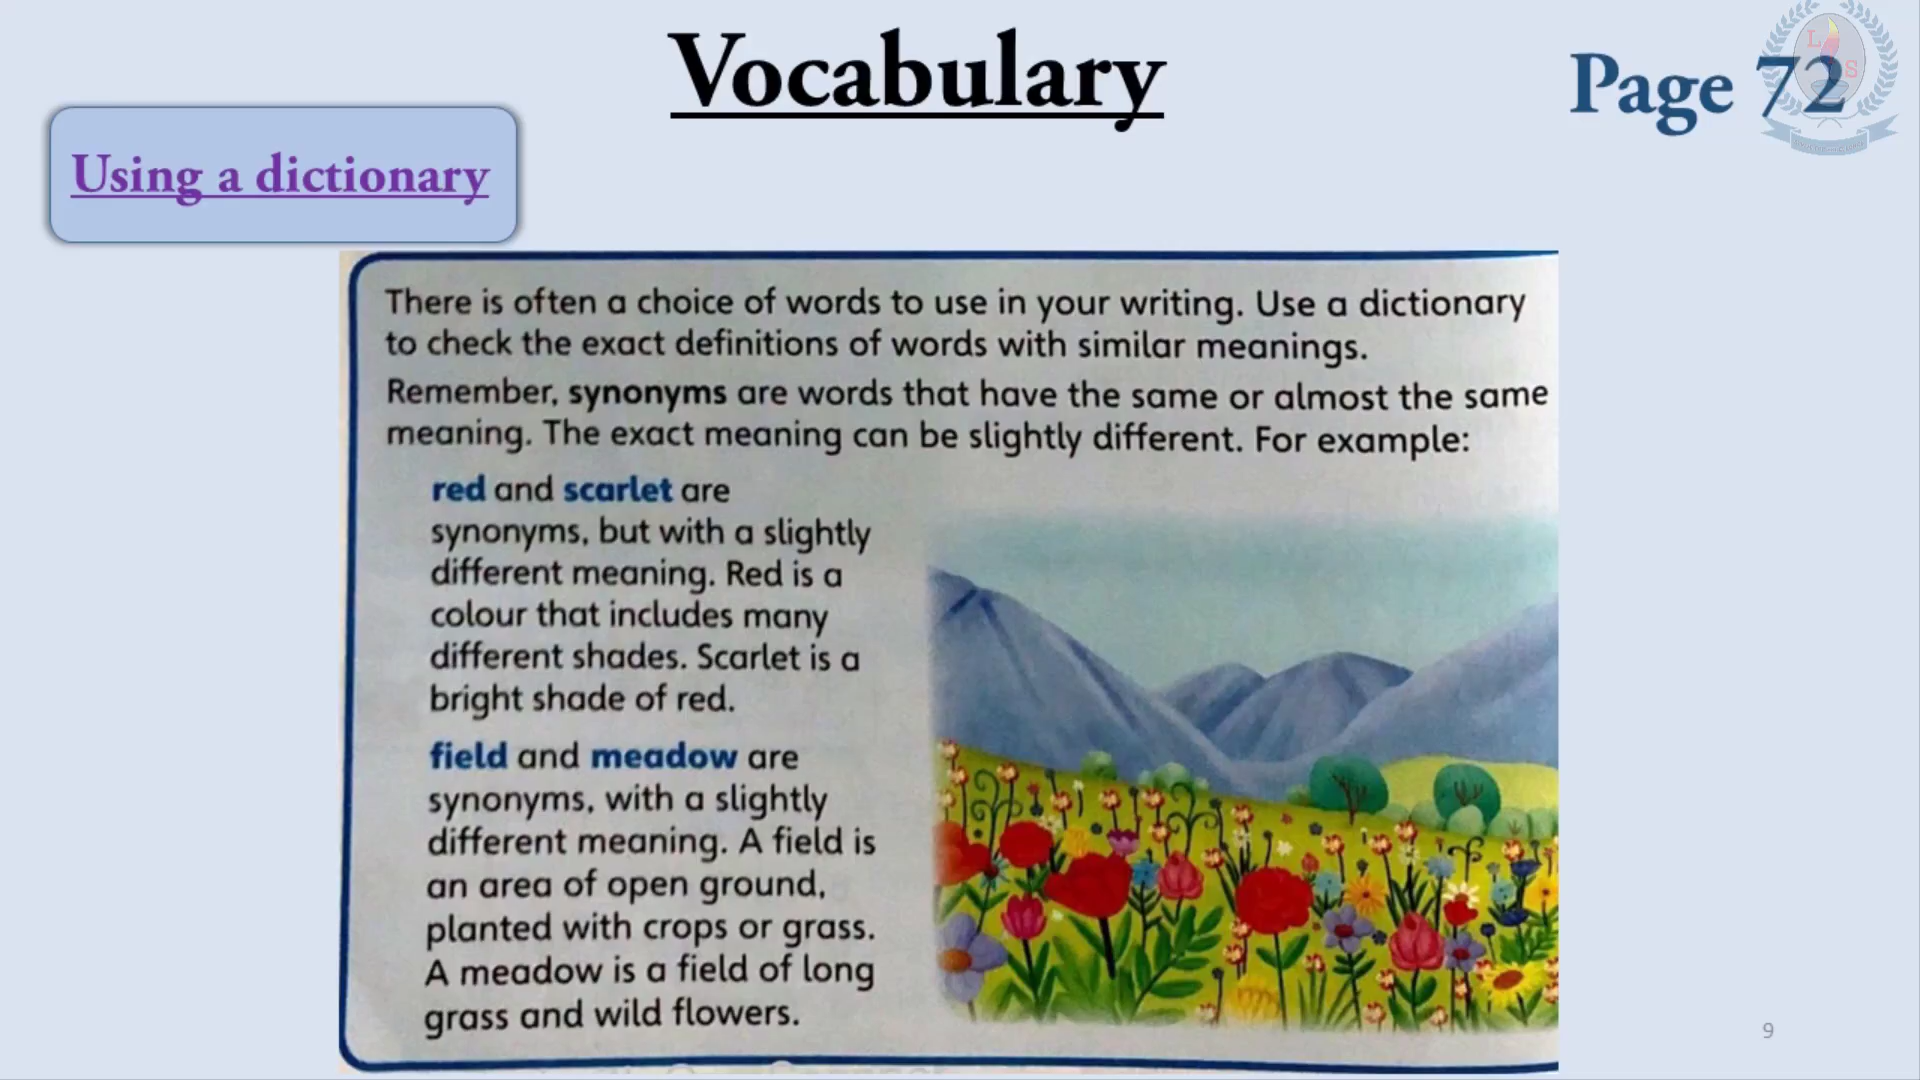 Vocabulary
Page 72
L
S
Using a dictionary
There is often a choice of words to use in your writing. Use a dictionary
to check the exact definitions of words with similar meanings.
Remember, synonyms are words that have the same or almost the same
meaning. The exact meaning can be slightly different. For example:
red and scarlet are
synonyms, but with a slightly
different meaning. Red is a
colour that includes many
different shades. Scarlet is a
bright shade of red.
field and meadow are
synonyms, with a slightly
different meaning. A field is
an area of open ground,
planted with crops or grass.
A meadow is a field of long
grass and wild flowers.
9